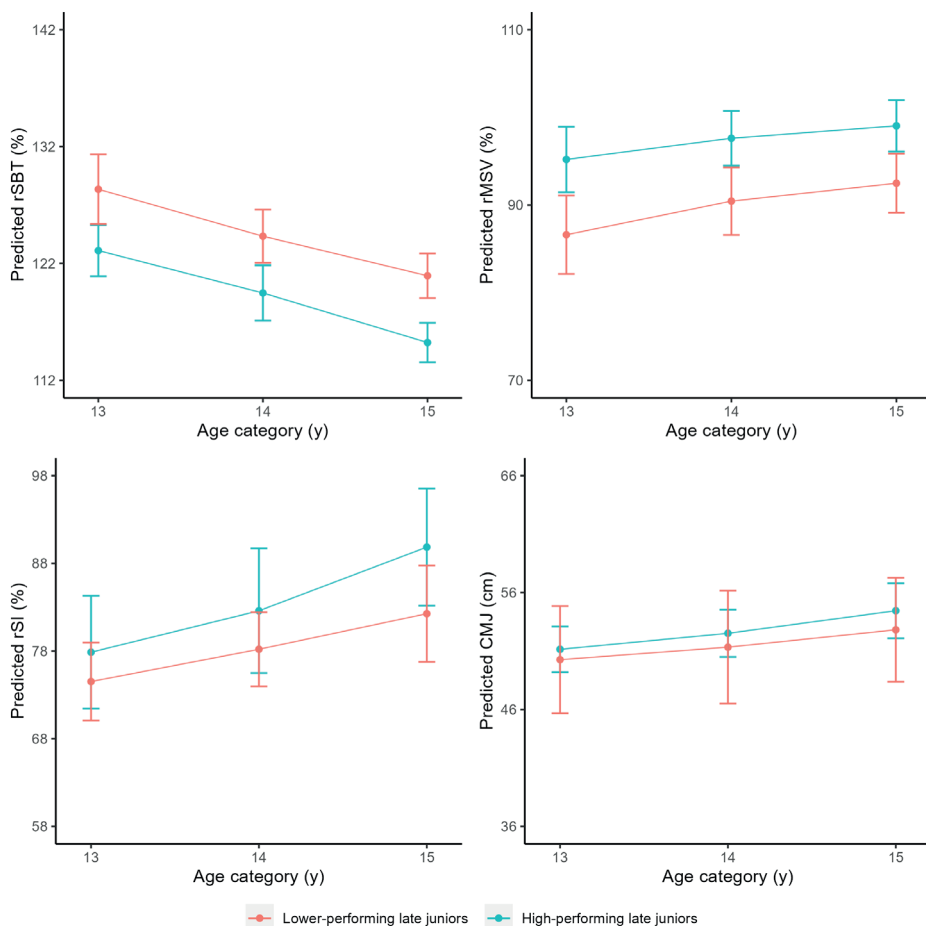 142
132
122
112
Predicted rSBT (%)
13 14 15
Age category (y)
110
90
70
Predicted rMSV (%)
13 14 15
Age category (y)
98
88
78
68
58
Predicted rSI (%)
13 14 15
Age category (y)
66
56
46
36
Predicted CMJ (cm)
13 14 15
Age category (y)
Lower-performing late juniors High-performing late juniors